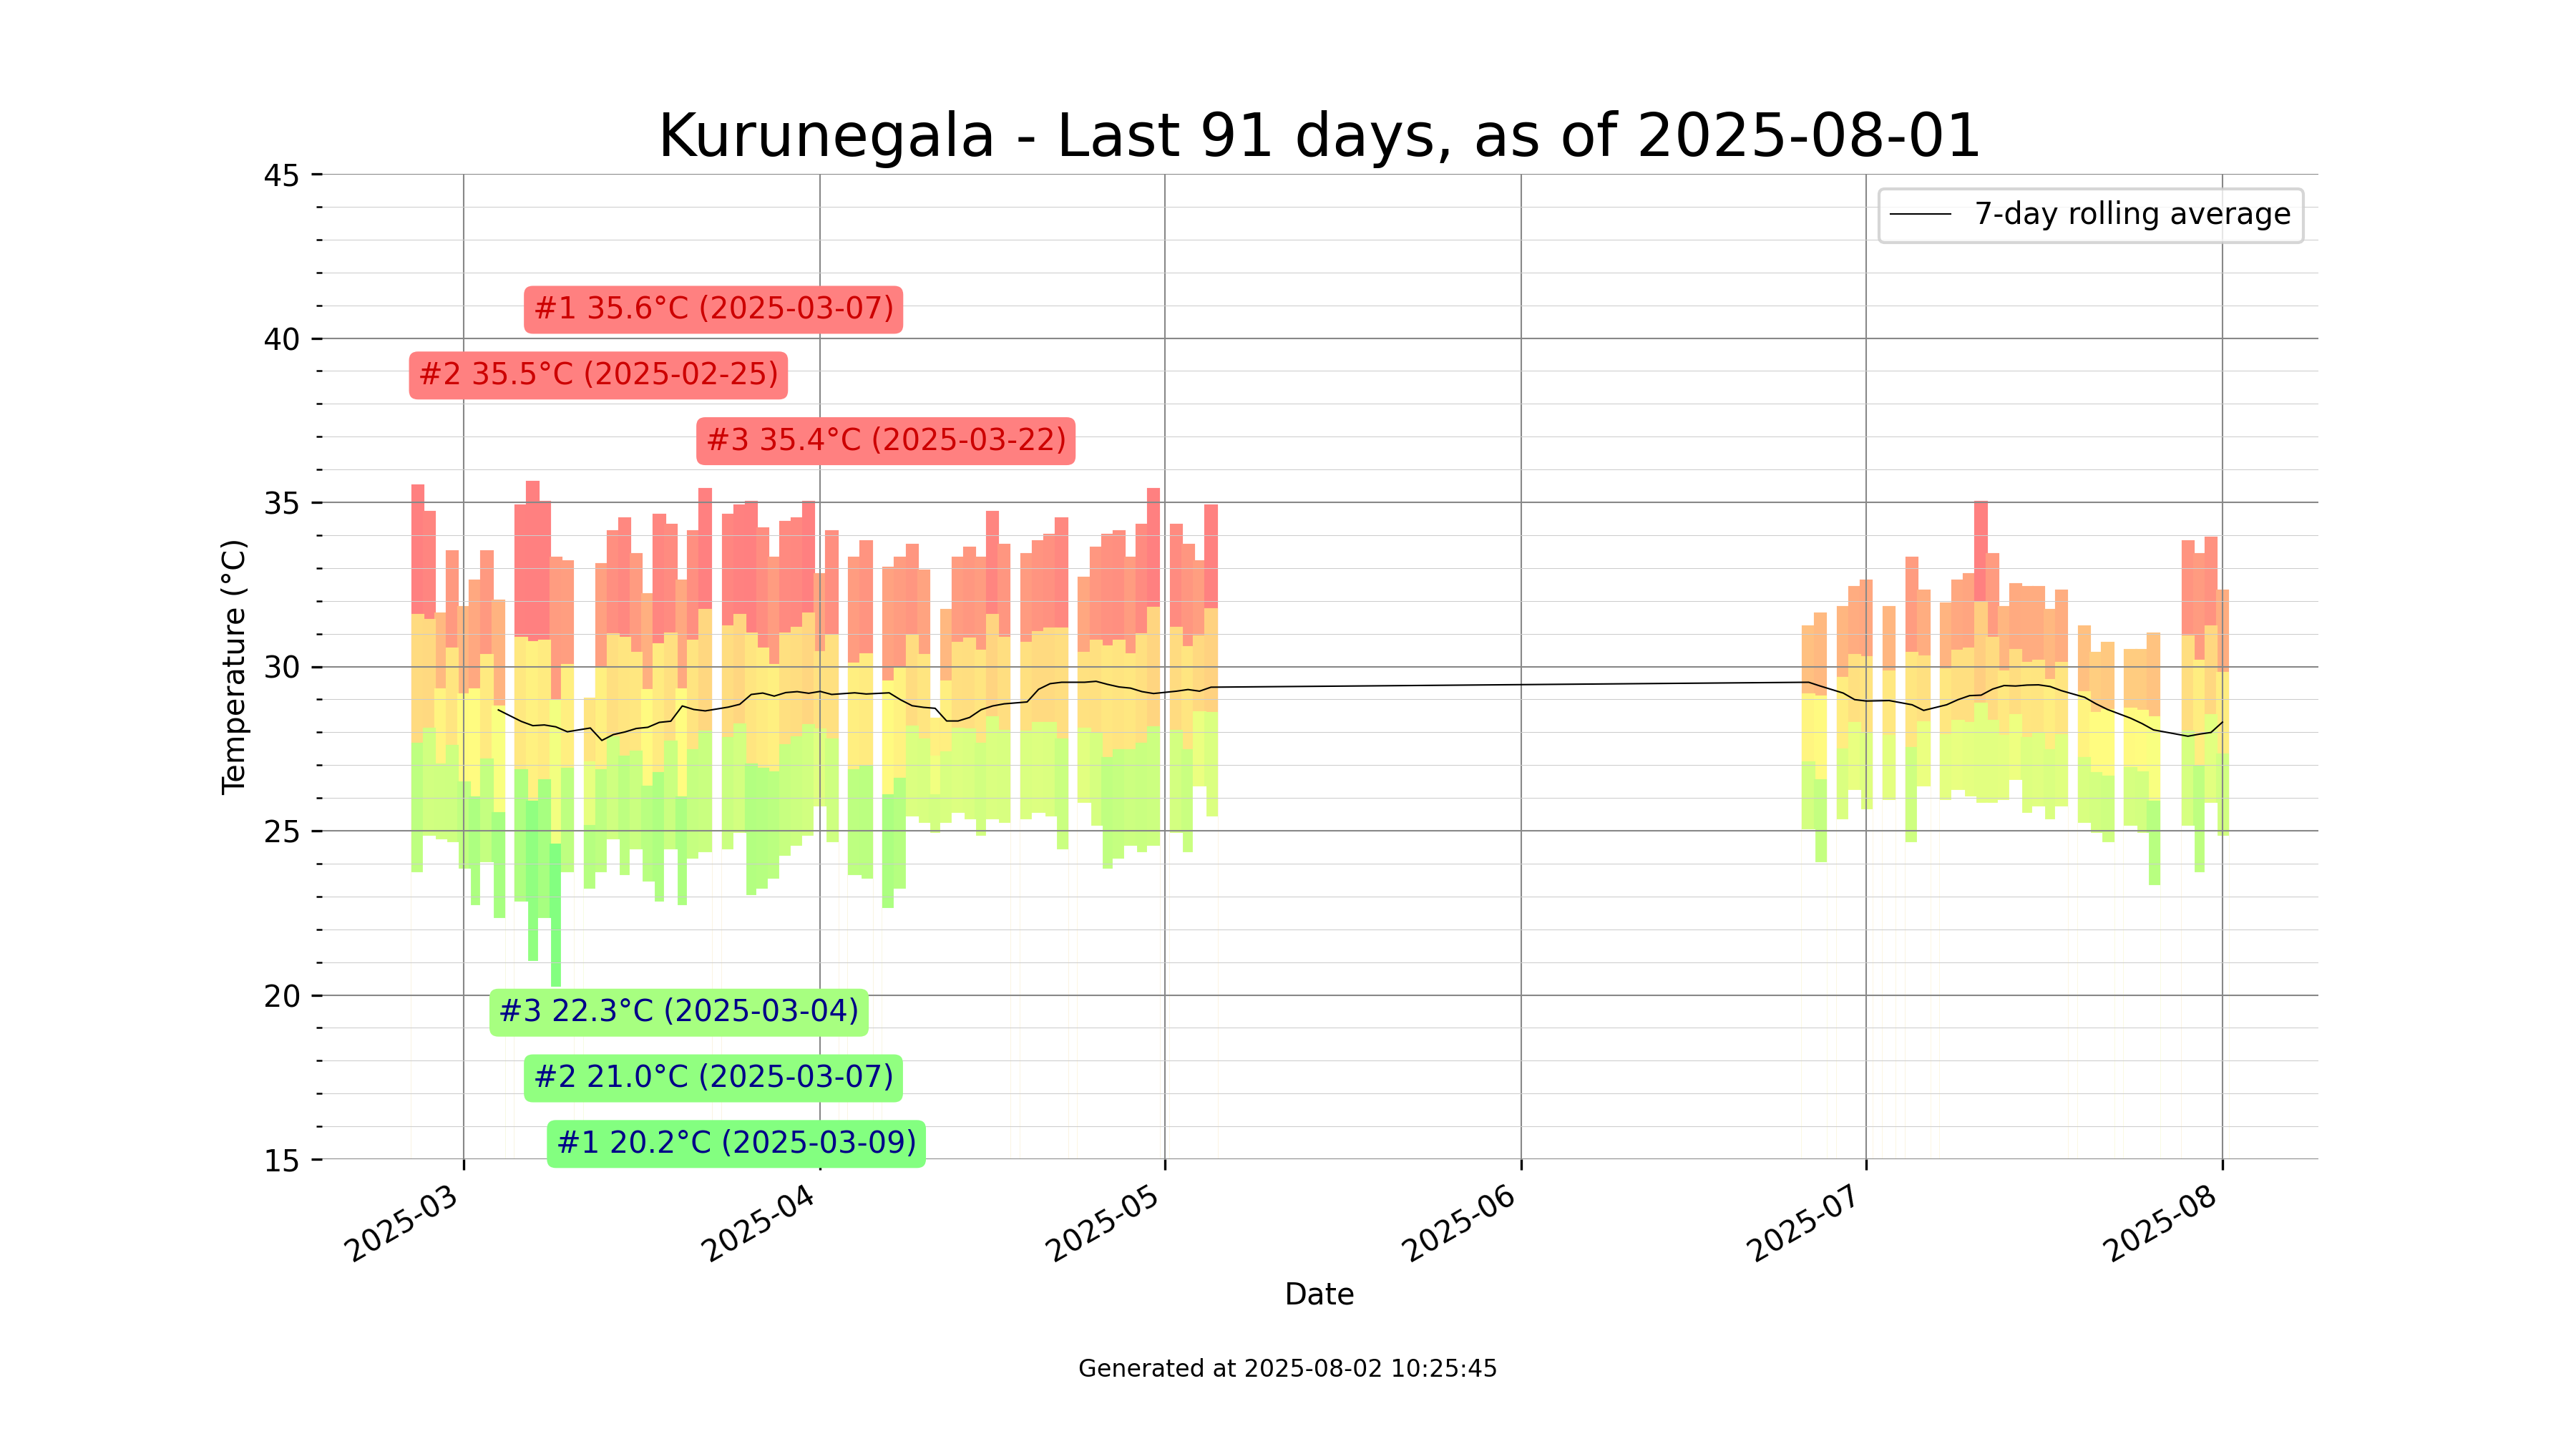 Kurunegala - Last 91 days, as of 2025-08-01
45
7-day rolling average
#1 35.6°C (2025-03-07)
40
#2 35.5°C (2025-02-25)
#3 35.4°C (2025-03-22)
35
30
Temperature (°C)
25
20
#3 22.3°C (2025-03-04)
#2 21.0°C (2025-03-07)
#1 20.2°C (2025-03-09)
15
2025-03
2025-04
2025-05
2025-06
2025-07
2025-08
Date
Generated at 2025-08-02 10:25:45